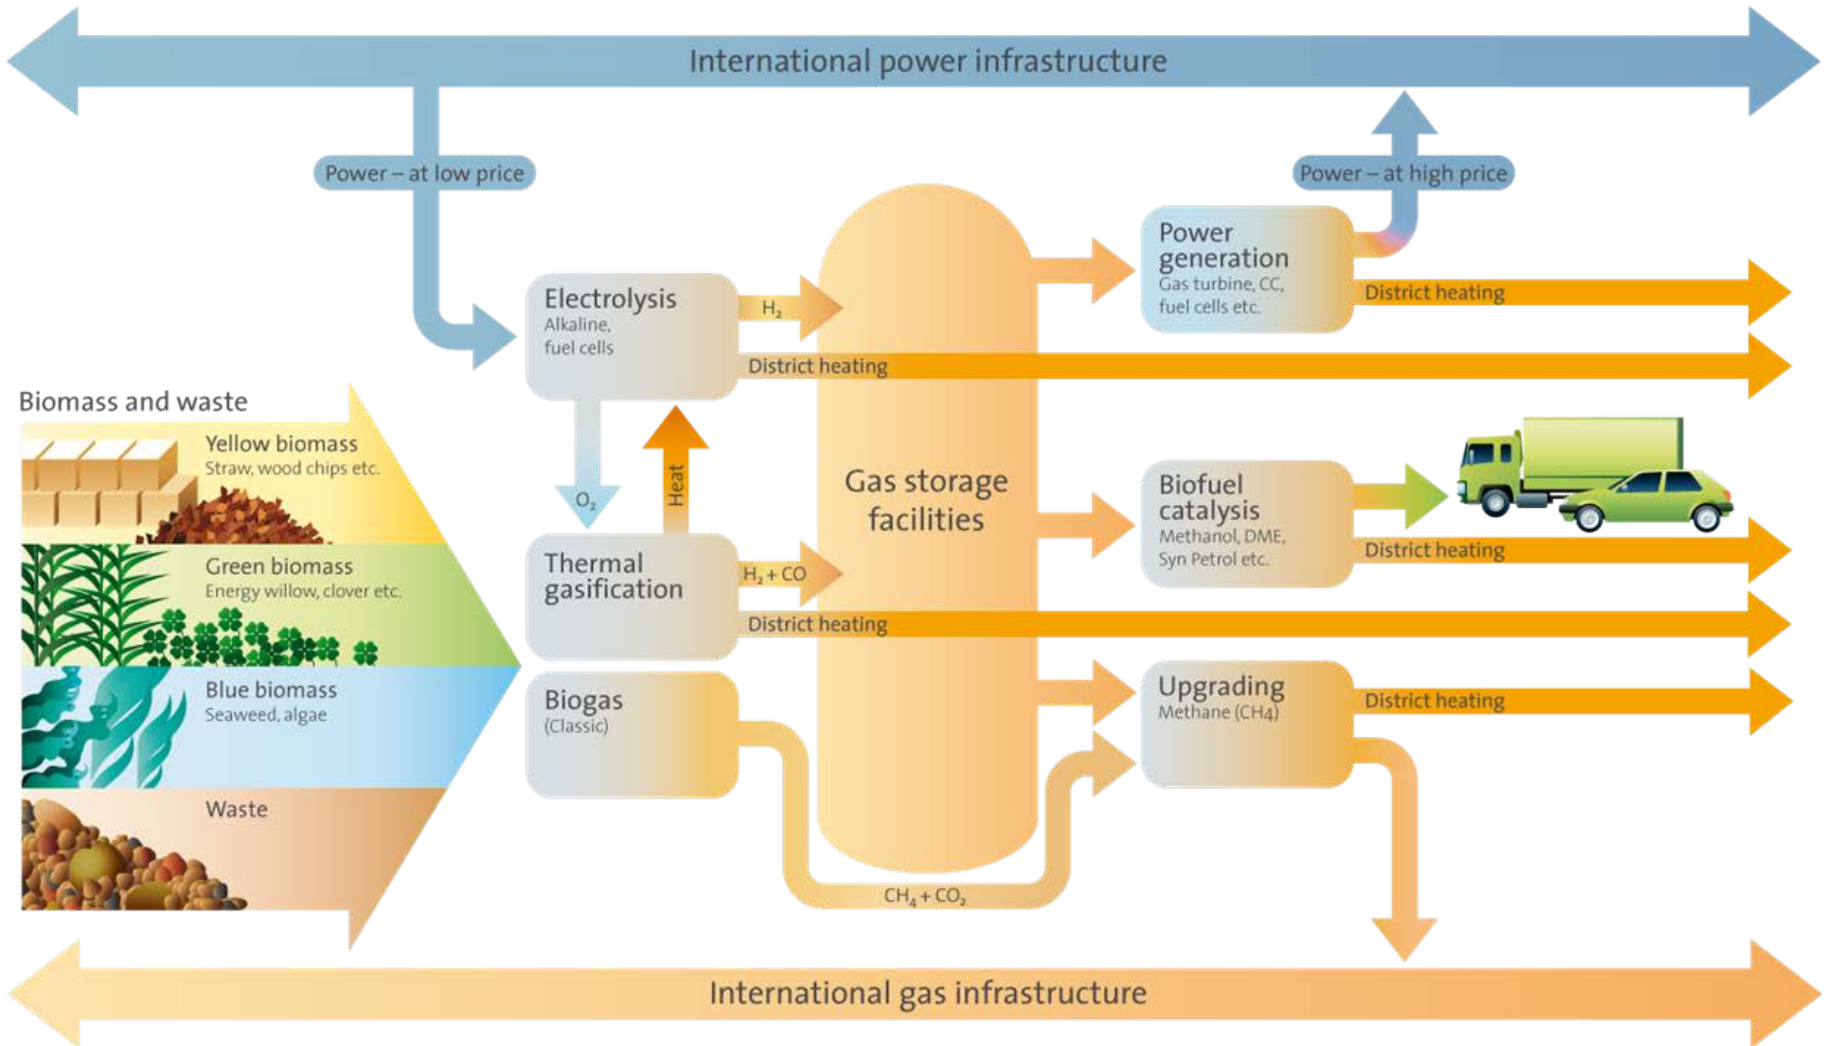 International power infrastructure
Power – at low price
Power – at high price
Power
generation
Gas turbine, CC,
fuel cells etc.
District heating
Electrolysis
Alkaline,
fuel cells
H₂
District heating
Biomass and waste
Yellow biomass
Straw, wood chips etc.
O₂
Heat
Gas storage
facilities
Biofuel
catalysis
Methanol, DME,
Syn Petrol etc.
District heating
Green biomass
Energy willow, clover etc.
Thermal
gasification
H₂ + CO
District heating
Blue biomass
Seaweed, algae
Biogas
(Classic)
Upgrading
Methane (CH4)
District heating
Waste
CH₄ + CO₂
International gas infrastructure